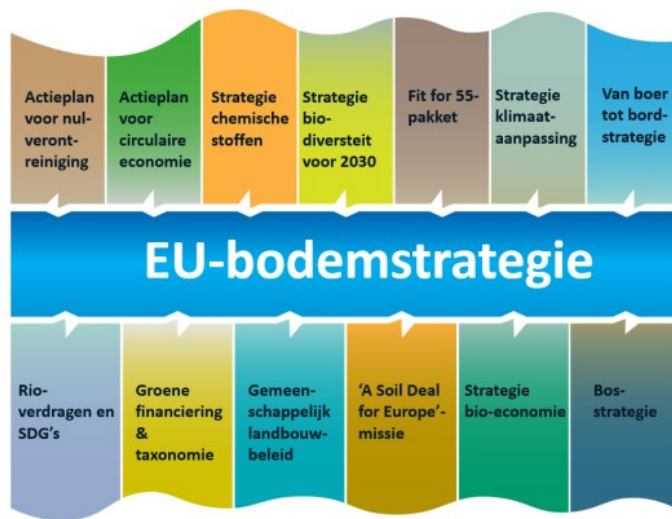 Actieplan
voor nul-
veront-
reiniging
Actieplan
voor
circulaire
economie
Strategie
chemische
stoffen
Strategie
bio-
diversteit
voor 2030
Fit for 55-
pakket
Strategie
klimaat-
aanpassing
Van boer
tot bord-
strategie
EU-bodemstrategie
Rio-
verdragen en
SDG's
Groene
financiering
&
taxonomie
Gemeen-
schappelijk
landbouw-
beleid
‘A Soil Deal
for Europe’-
missie
Strategie
bio-economie
Bos-
strategie